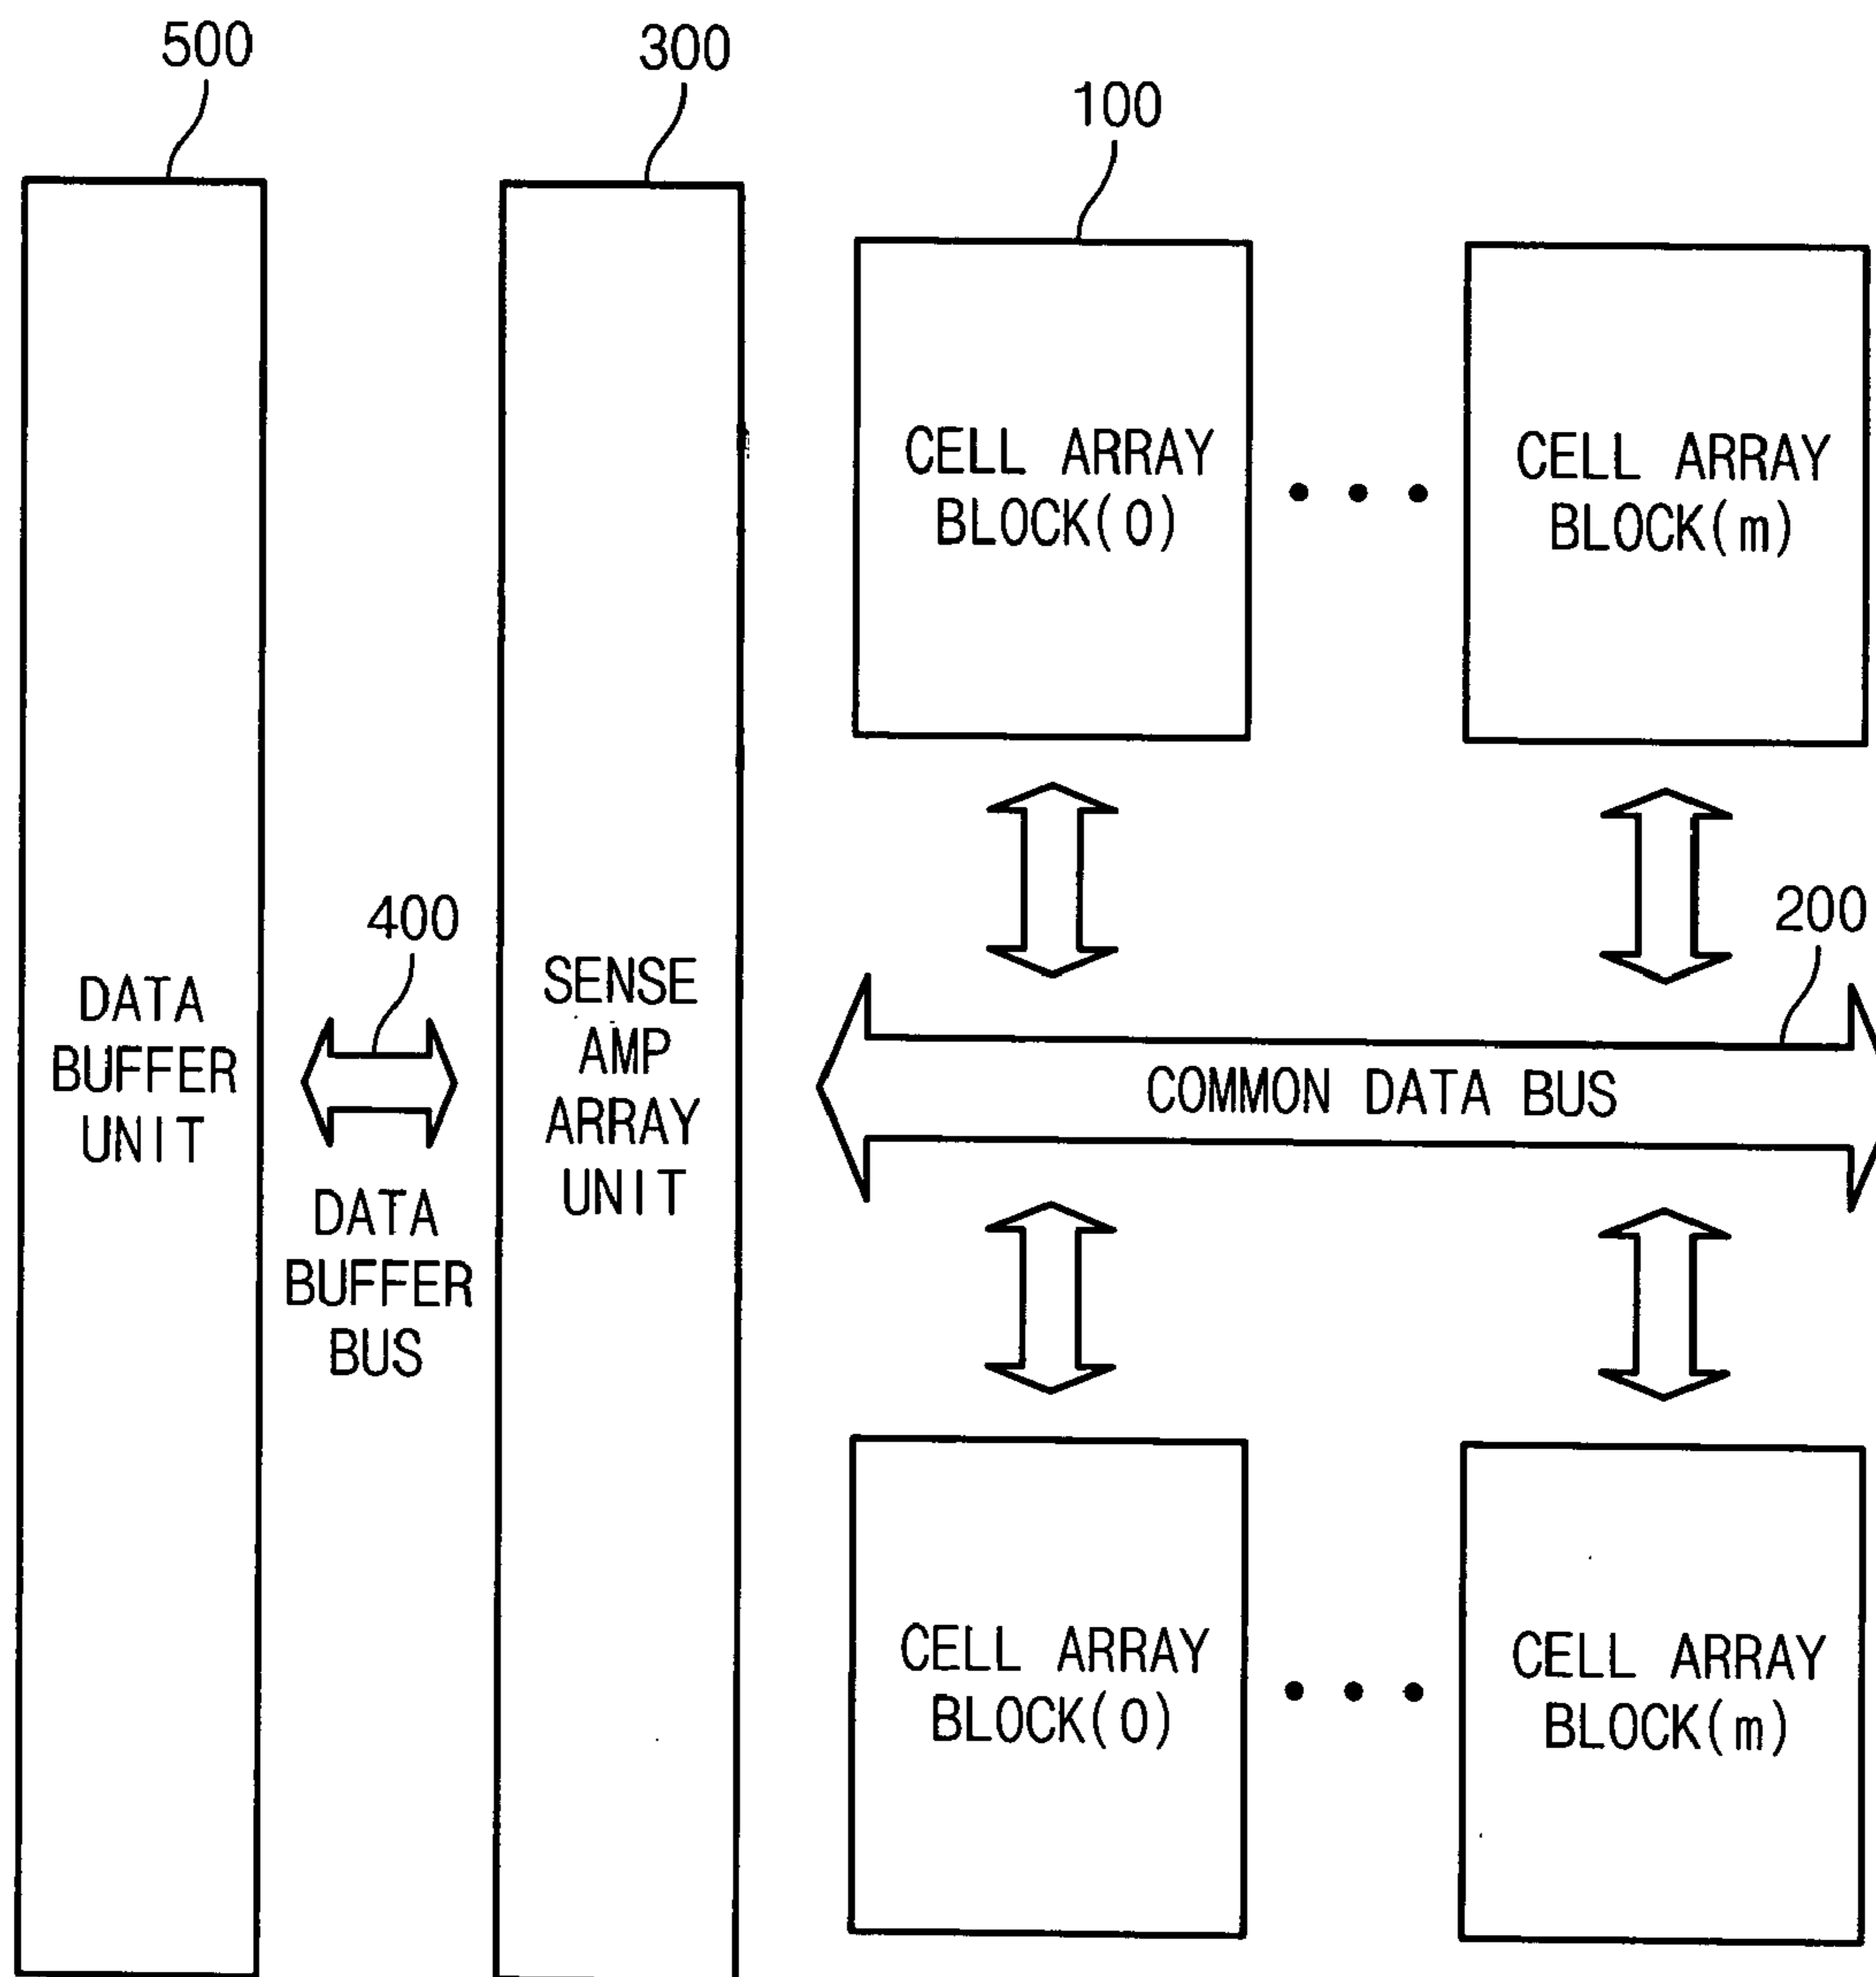 500
300
100
CELL ARRAY
BLOCK(0)
CELL ARRAY
BLOCK(m)
400
200
DATA
BUFFER
UNIT
SENSE
AMP
ARRAY
UNIT
COMMON DATA BUS
DATA
BUFFER
BUS
CELL ARRAY
BLOCK(0)
CELL ARRAY
BLOCK(m)